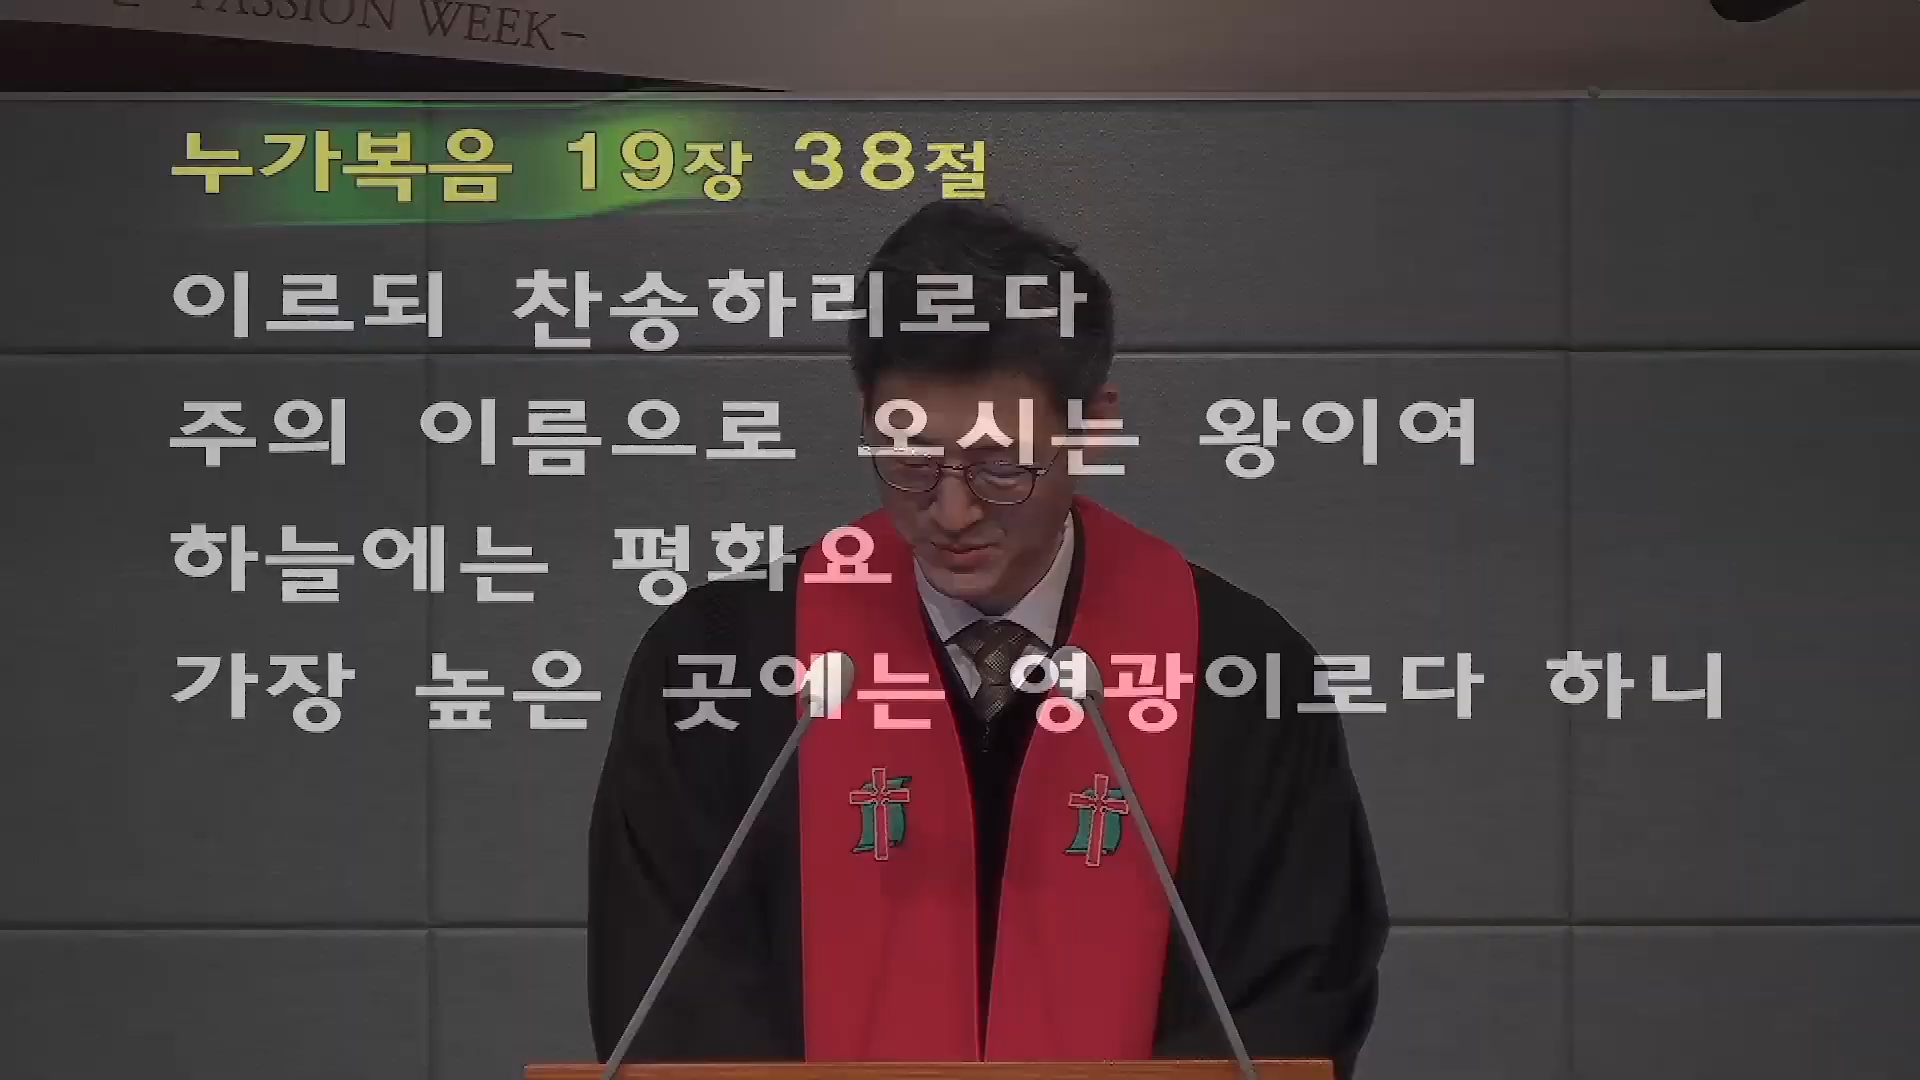 PASSION WEEK-
누가복음 19장 38절
이르되 찬송하리로다
주의 이름으로 오시는 왕이여
하늘에는 평화요
가장 높은 곳에는 영광이로다 하니